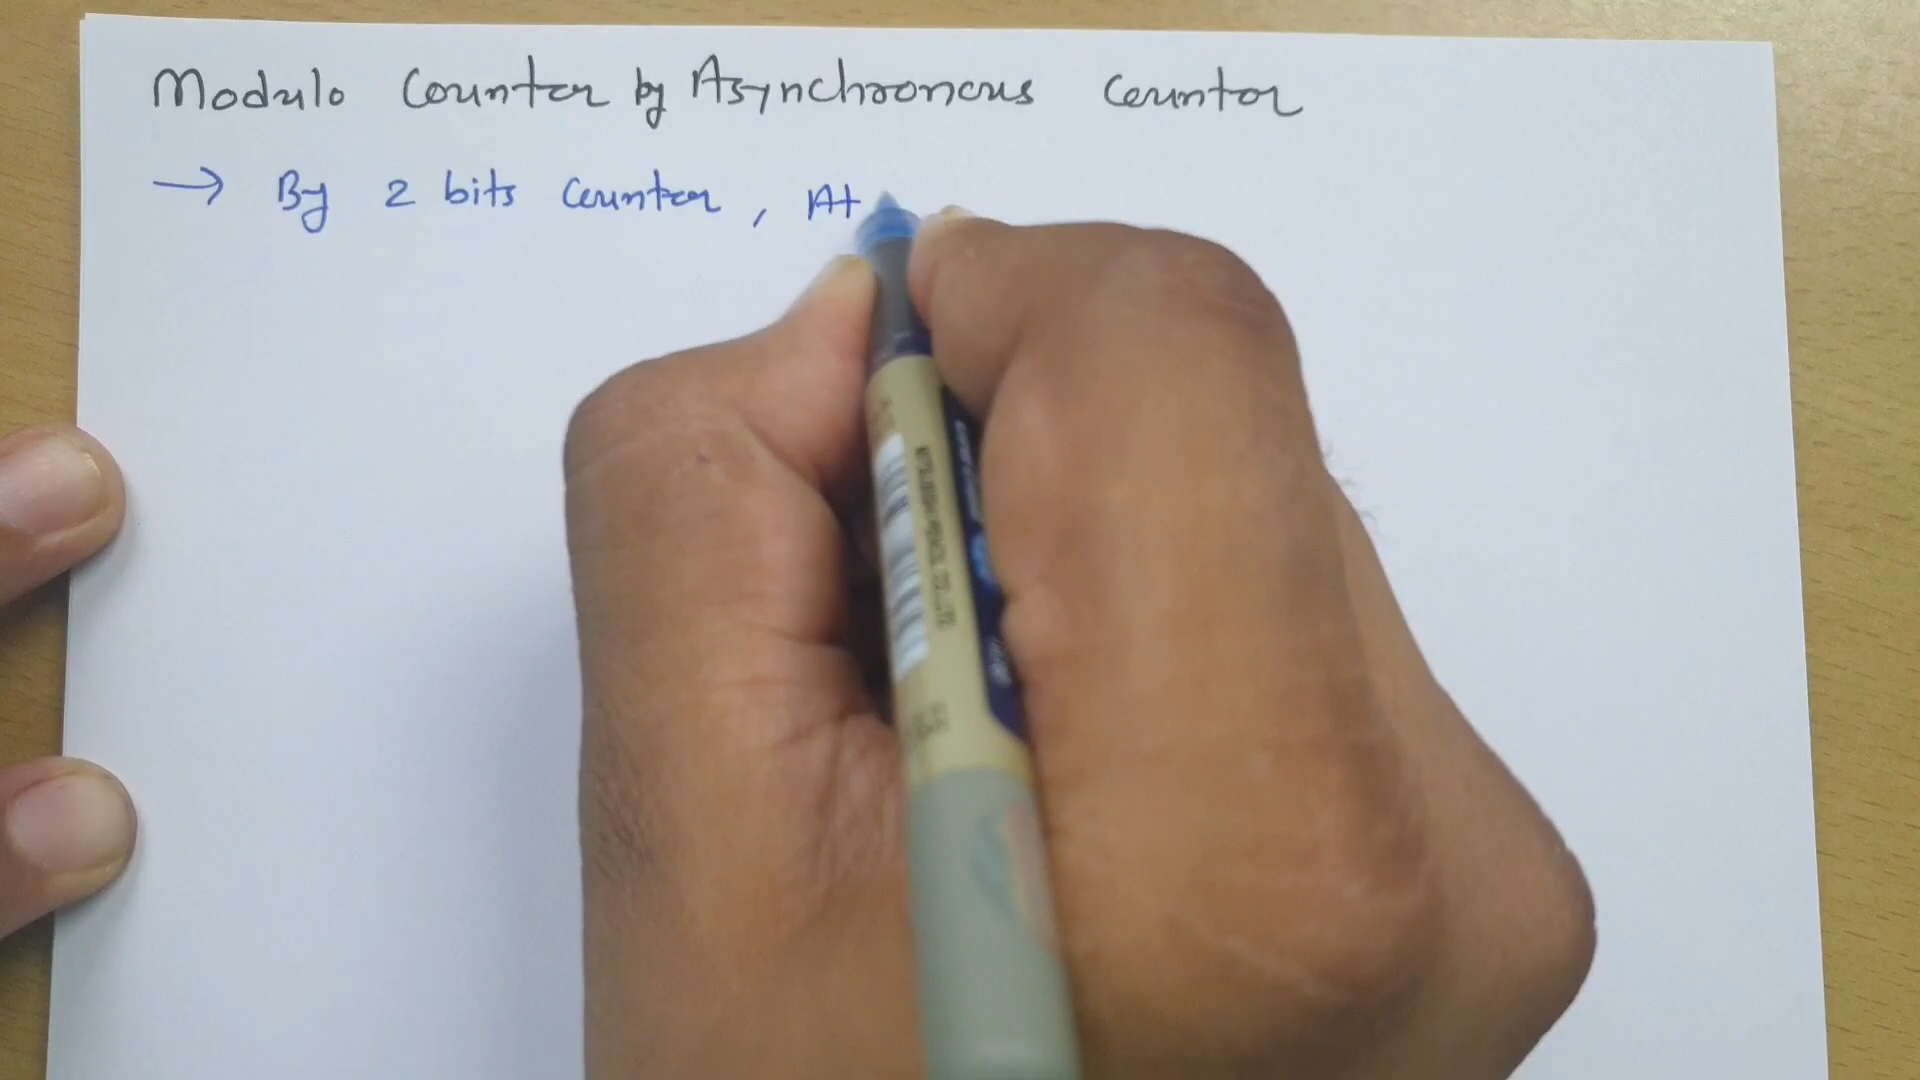 Modulo Counter by Asynchronous Counter
→ By 2 bits Counter, At